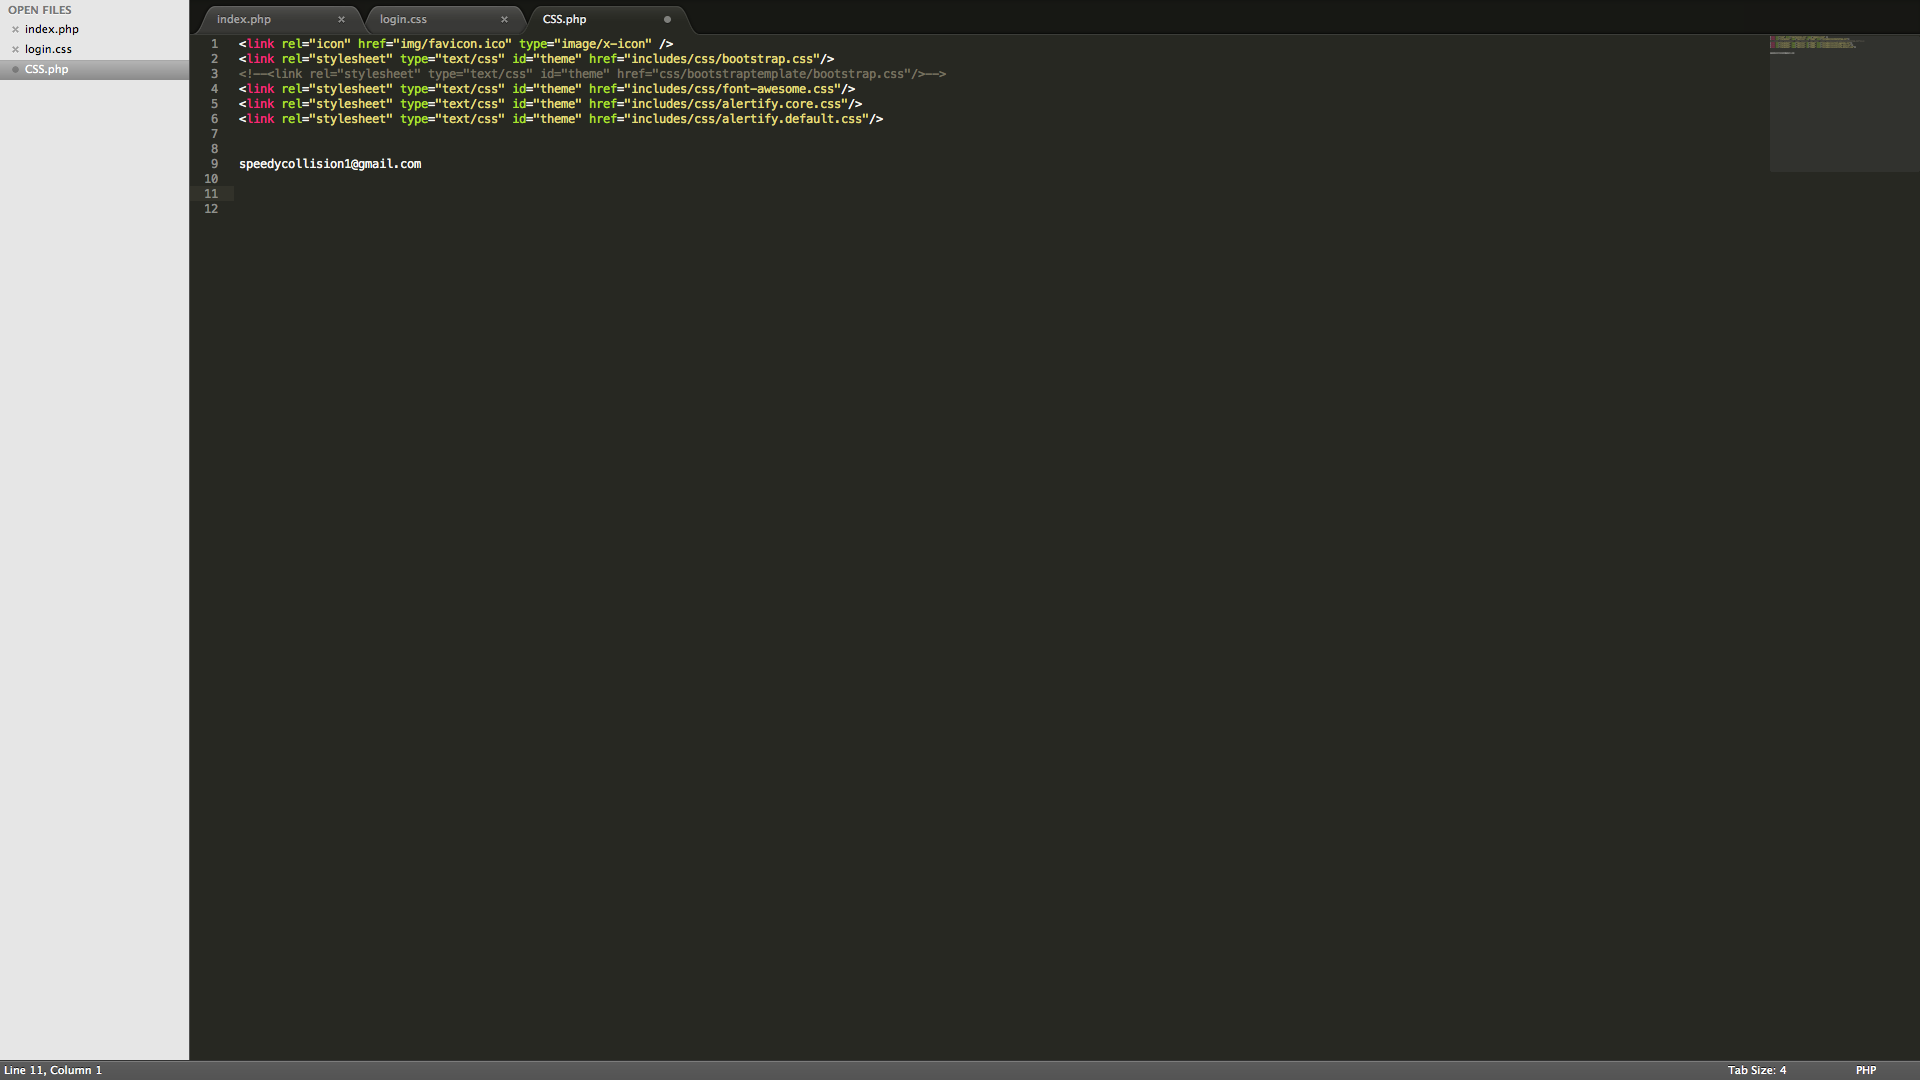 OPEN FILES
index.php
login.css
CSS.php
index.php
login.css
CSS.php
1 <link rel="icon" href="img/favicon.ico" type="image/x-icon" />
2 <link rel="stylesheet" type="text/css" id="theme" href="includes/css/bootstrap.css"/>
3 <!--<link rel="stylesheet" type="text/css" id="theme" href="css/bootstraptemplate/bootstrap.css"/>-->
4 <link rel="stylesheet" type="text/css" id="theme" href="includes/css/font-awesome.css"/>
5 <link rel="stylesheet" type="text/css" id="theme" href="includes/css/alertify.core.css"/>
6 <link rel="stylesheet" type="text/css" id="theme" href="includes/css/alertify.default.css"/>
7
8
9 speedycollision1@gmail.com
10
11
12
Line 11, Column 1
Tab Size: 4
PHP